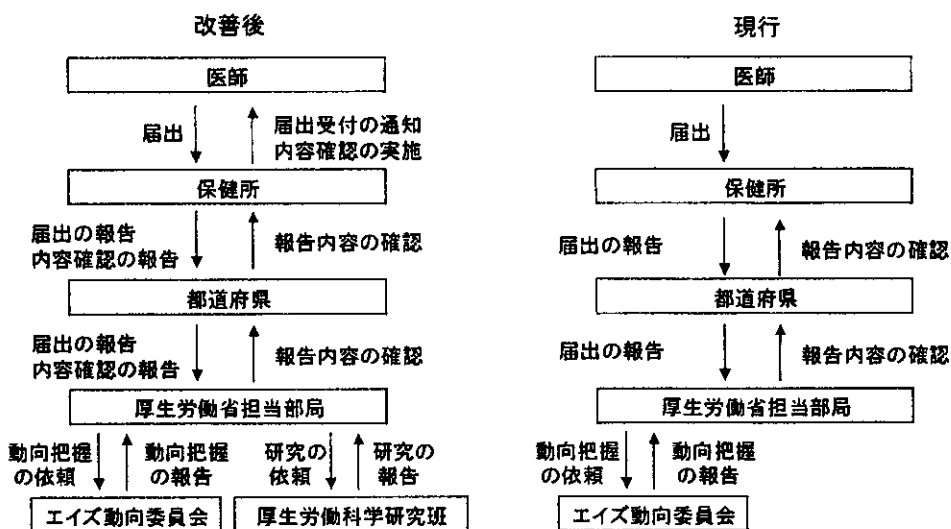 改善後
医師
届出
届出受付の通知
内容確認の実施
保健所
届出の報告
内容確認の報告
報告内容の確認
都道府県
届出の報告
内容確認の報告
報告内容の確認
厚生労働省担当部局
動向把握
の依頼
動向把握
の報告
研究の
依頼
研究の
報告
エイズ動向委員会
厚生労働科学研究班
現行
医師
届出
保健所
届出の報告
報告内容の確認
都道府県
届出の報告
報告内容の確認
厚生労働省担当部局
動向把握
の依頼
動向把握
の報告
エイズ動向委員会